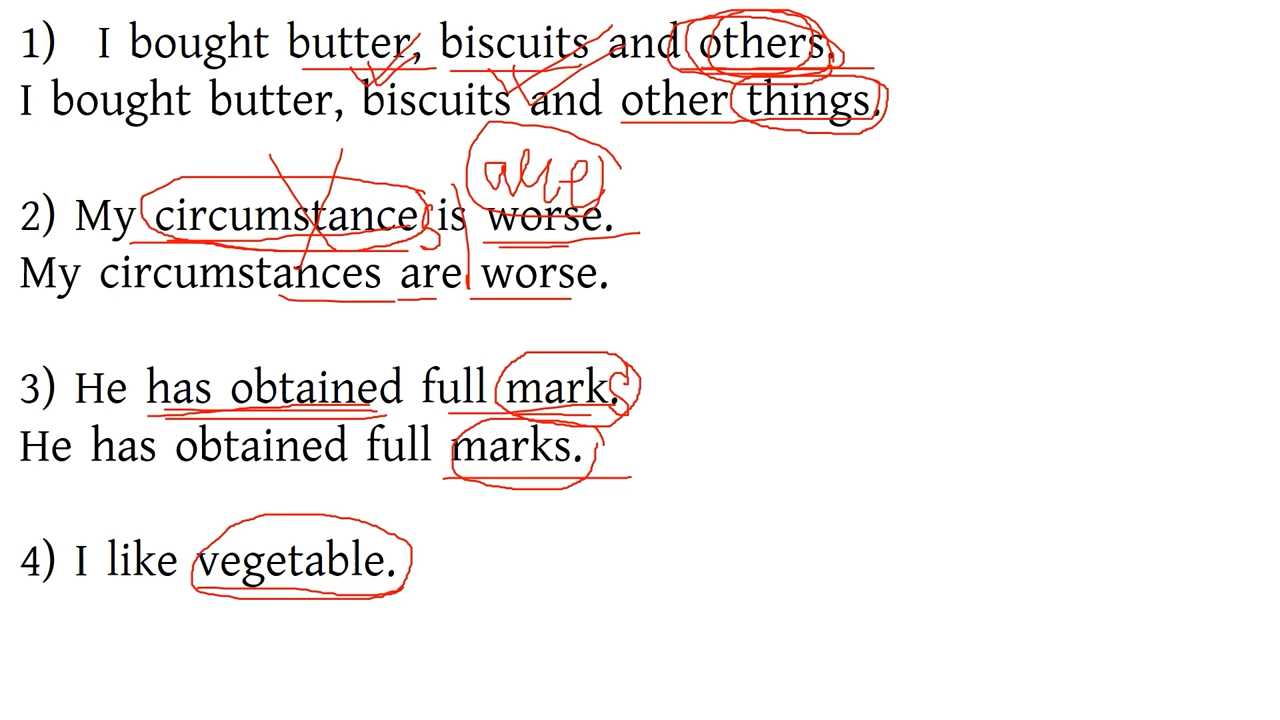 1) I bought butter, biscuits and others.
I bought butter, biscuits and other things.
are
2) My circumstance s is worse.
My circumstances are worse.
3) He has obtained full mark. s
He has obtained full marks.
4) I like vegetable.